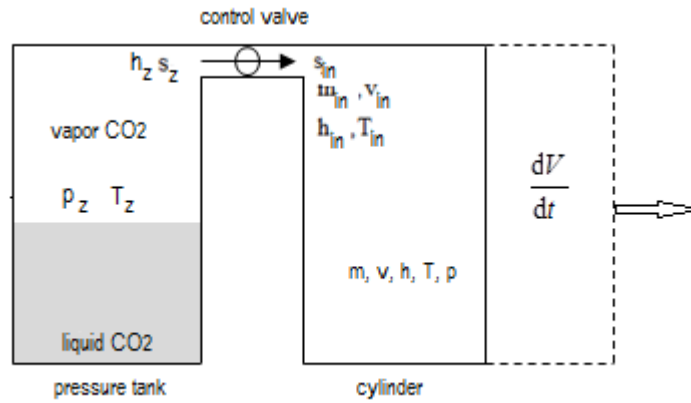 control valve
h_z s_z
s_in
m_in , v_in
h_in , T_in
vapor CO2
p_z T_z
dV
dt
m, v, h, T, p
liquid CO2
pressure tank
cylinder